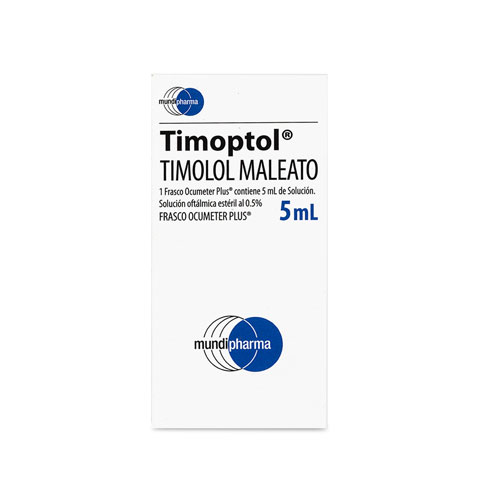 mundipharma
Timoptol®
TIMOLOL MALEATO
1 Frasco Ocumeter Plus® contiene 5 mL de Solución.
Solución oftálmica estéril al 0.5%
FRASCO OCUMETER PLUS®
5 mL
mundipharma